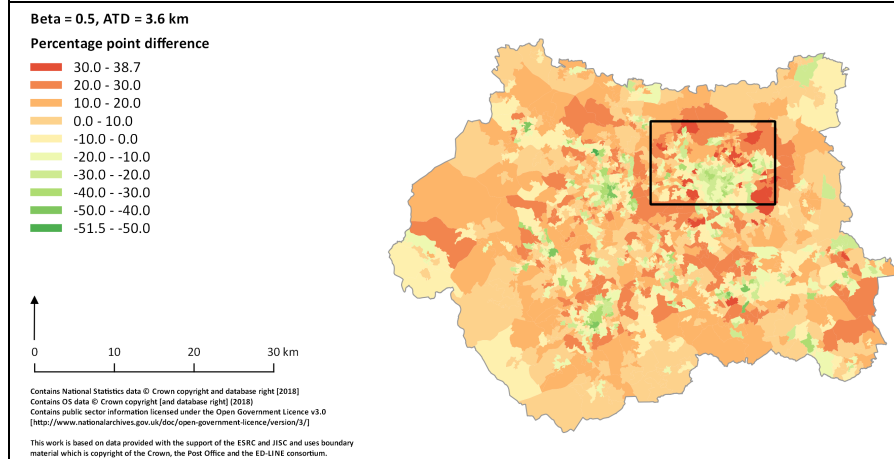 Beta = 0.5, ATD = 3.6 km
Percentage point difference
30.0 - 38.7
20.0 - 30.0
10.0 - 20.0
0.0 - 10.0
-10.0 - 0.0
-20.0 - -10.0
-30.0 - -20.0
-40.0 - -30.0
-50.0 - -40.0
-51.5 - -50.0
0 10 20 30 km
Contains National Statistics data © Crown copyright and database right [2018]
Contains OS data © Crown copyright [and database right] (2018)
Contains public sector information licensed under the Open Government Licence v3.0
[http://www.nationalarchives.gov.uk/doc/open-government-licence/version/3/]
This work is based on data provided with the support of the ESRC and JISC and uses boundary
material which is copyright of the Crown, the Post Office and the ED-LINE consortium.